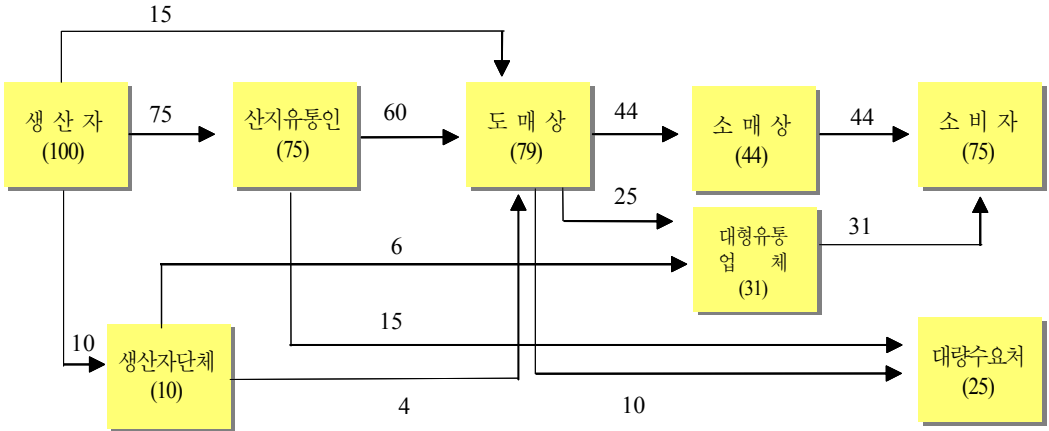 15
생 산 자
(100)
75
산지유통인
(75)
60
도 매 상
(79)
44
소 매 상
(44)
44
소 비 자
(75)
25
대형유통
업 체
(31)
31
6
10
생산자단체
(10)
15
대량수요처
(25)
4
10